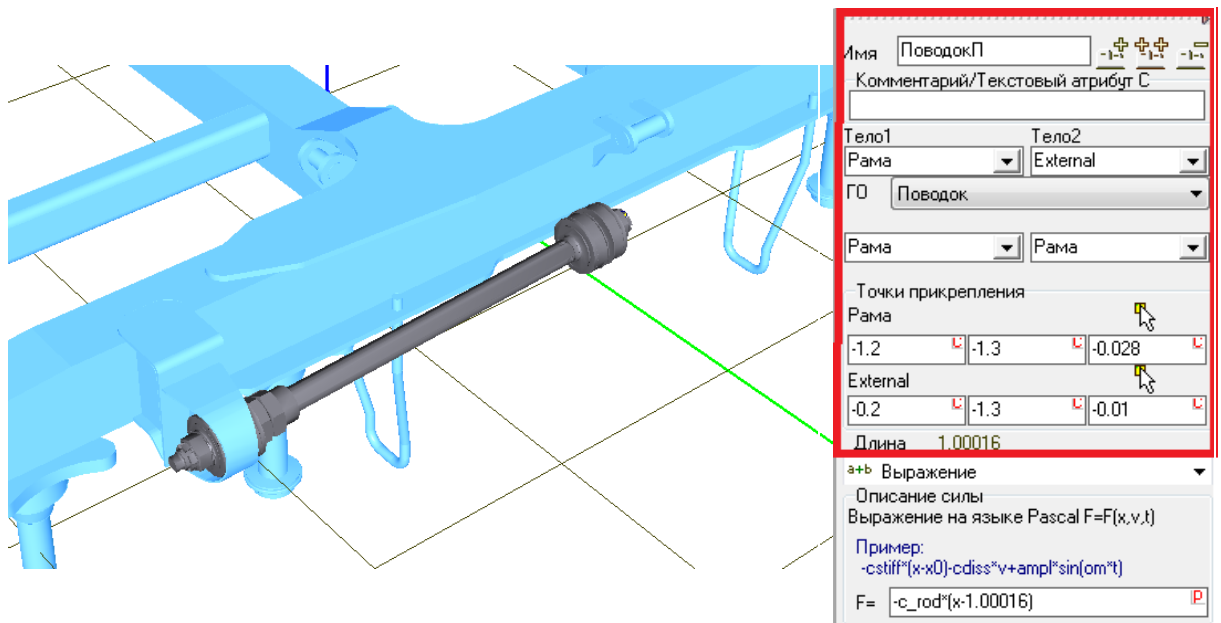 Имя ПоводокП
Комментарий/Текстовый атрибут C
Тело1 Тело2
Рама External
ГО Поводок
Рама Рама
Точки прикрепления
Рама
-1.2 C -1.3 C -0.028 C
External
-0.2 C -1.3 C -0.01 C
Длина 1.00016
a+b Выражение
Описание силы
Выражение на языке Pascal F=F(x,v,t)
Пример:
-cstiff*(x-x0)-cdiss*v+ampl*sin(om*t)
F= -c_rod*(x-1.00016) P